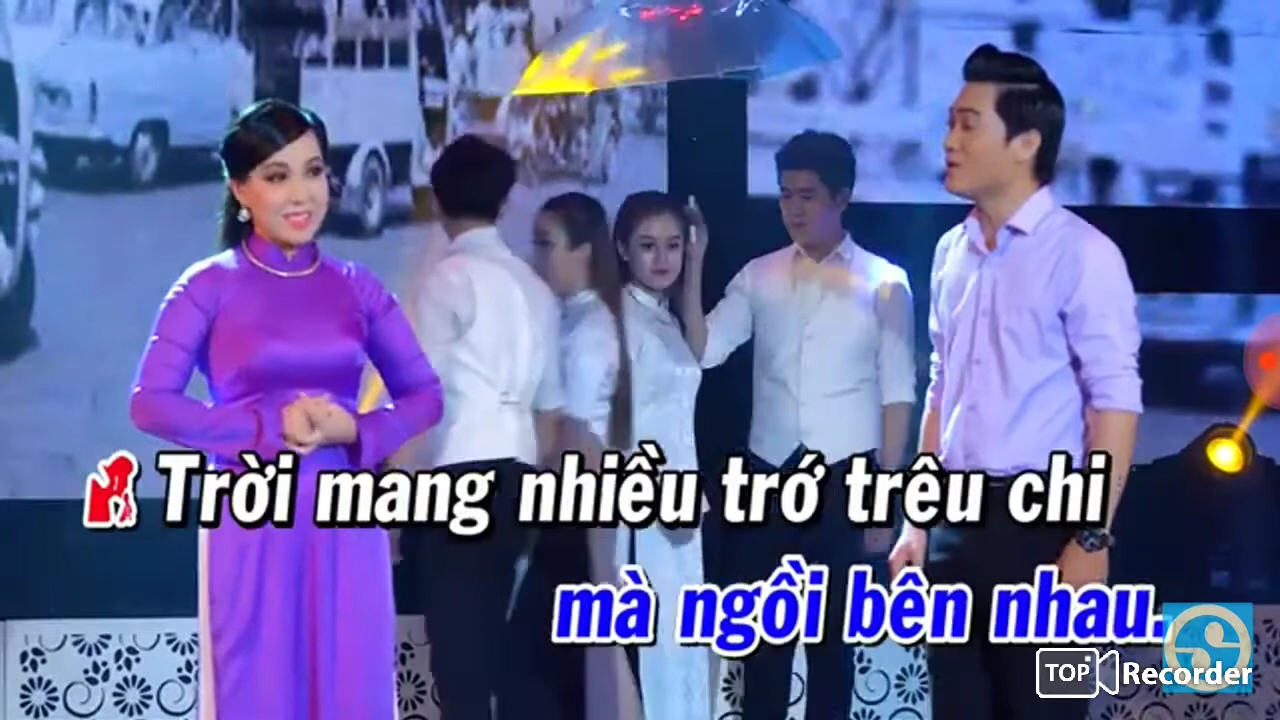 Trời mang nhiều trớ trêu chi
mà ngồi bên nhau.
S
TOP Recorder